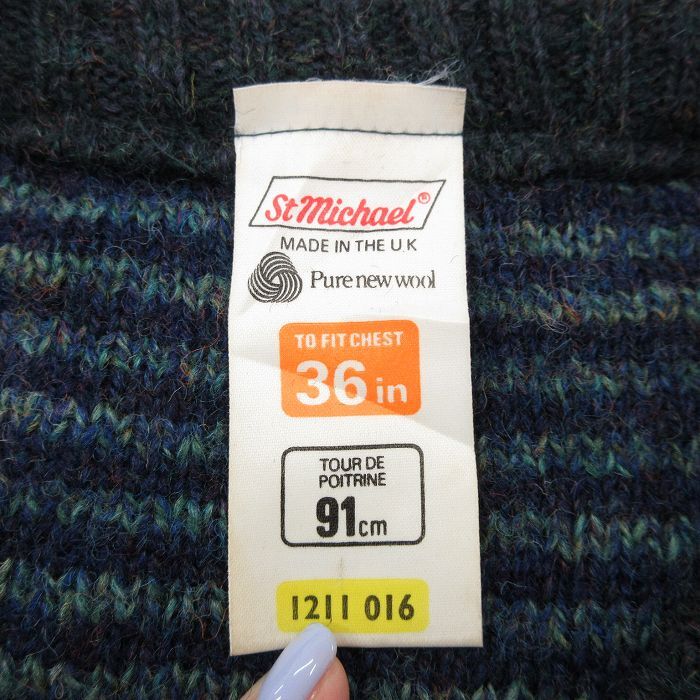 St Michael®
MADE IN THE U.K
Pure new wool
TO FIT CHEST
36 in
TOUR DE
POITRINE
91cm
1211 016